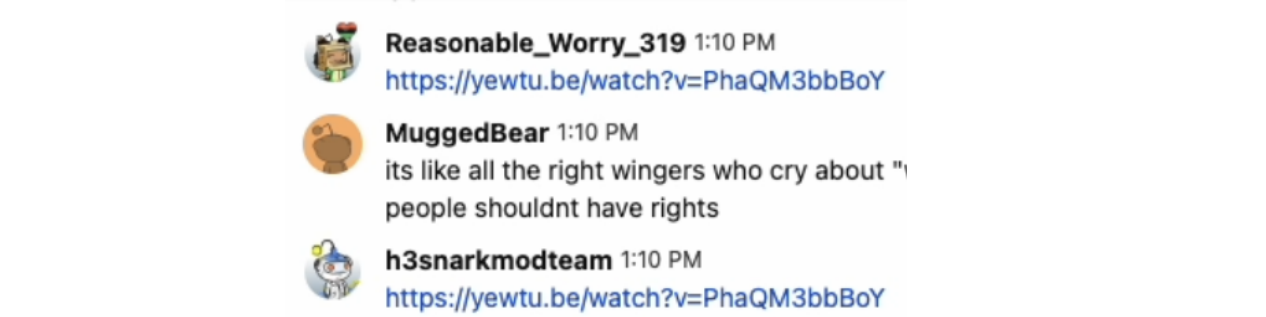 Reasonable_Worry_319 1:10 PM
https://yewtu.be/watch?v=PhaQM3bbBoY
MuggedBear 1:10 PM
its like all the right wingers who cry about "
people shouldnt have rights
h3snarkmodteam 1:10 PM
https://yewtu.be/watch?v=PhaQM3bbBoY